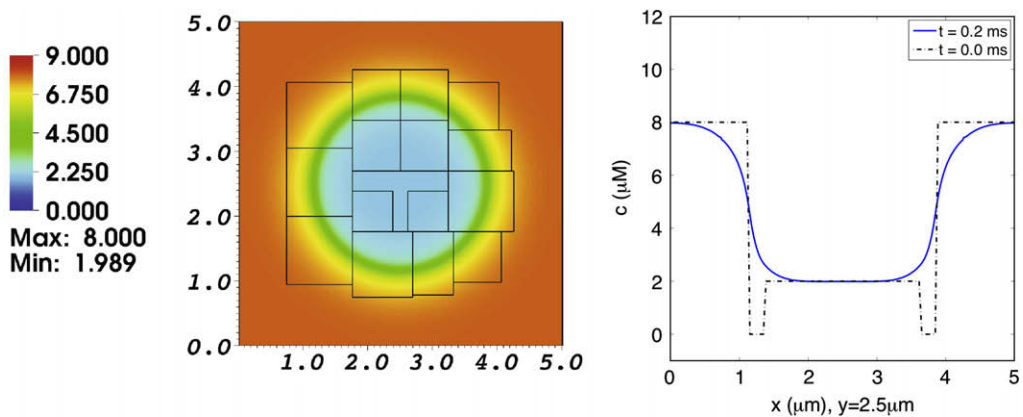 9.000
6.750
4.500
2.250
0.000
Max: 8.000
Min: 1.989
5.0
4.0
3.0
2.0
1.0
0.0
1.0 2.0 3.0 4.0 5.0
12
10
8
6
4
2
0
c (μM)
t = 0.2 ms
t = 0.0 ms
0 1 2 3 4 5
x (μm), y=2.5μm